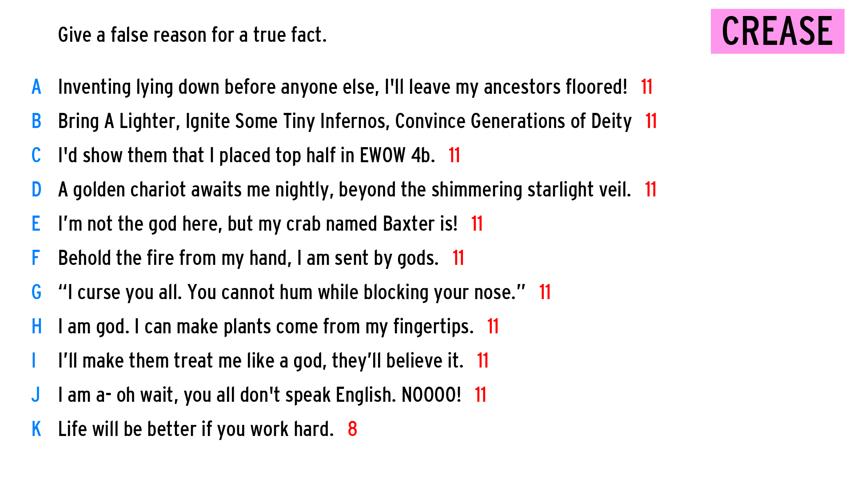 Give a false reason for a true fact.
CREASE
A Inventing lying down before anyone else, I'll leave my ancestors floored! 11
B Bring A Lighter, Ignite Some Tiny Infernos, Convince Generations of Deity 11
C I'd show them that I placed top half in EWOW 4b. 11
D A golden chariot awaits me nightly, beyond the shimmering starlight veil. 11
E I’m not the god here, but my crab named Baxter is! 11
F Behold the fire from my hand, I am sent by gods. 11
G “I curse you all. You cannot hum while blocking your nose.” 11
H I am god. I can make plants come from my fingertips. 11
I I’ll make them treat me like a god, they’ll believe it. 11
J I am a- oh wait, you all don't speak English. NOOOO! 11
K Life will be better if you work hard. 8